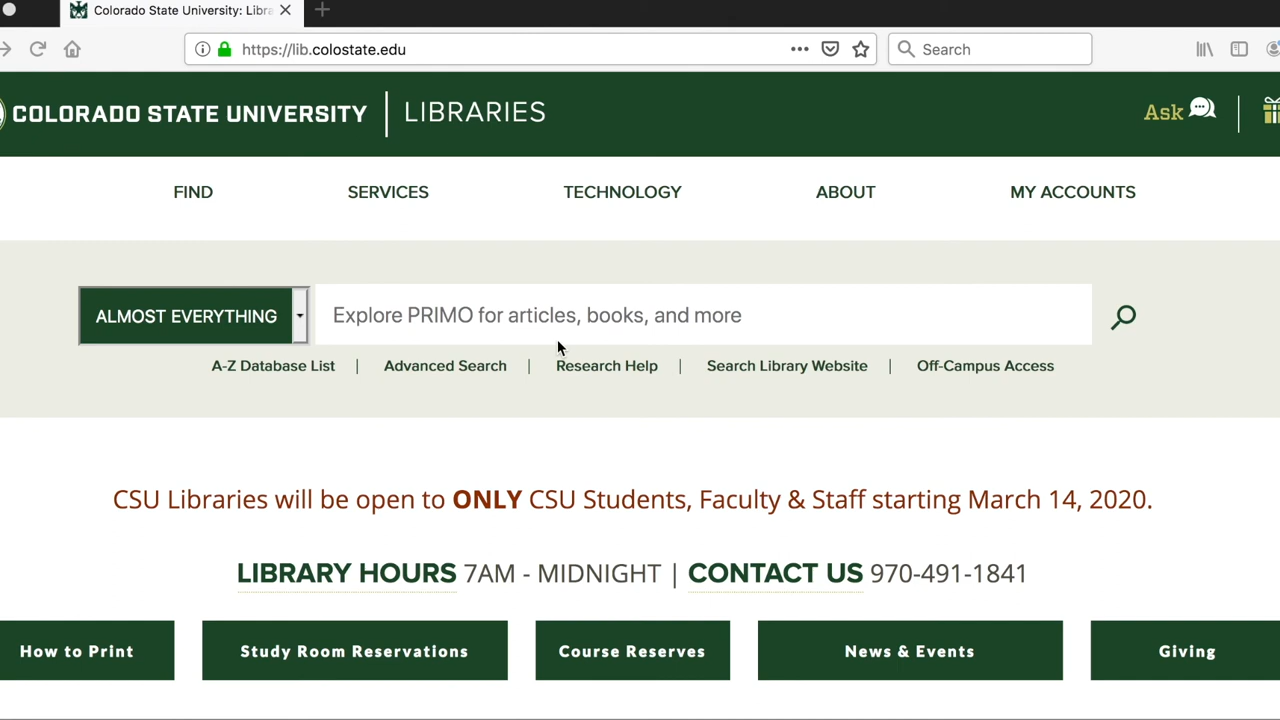 Colorado State University: Libra
https://lib.colostate.edu
Search
COLORADO STATE UNIVERSITY | LIBRARIES
Ask
FIND SERVICES TECHNOLOGY ABOUT MY ACCOUNTS
ALMOST EVERYTHING Explore PRIMO for articles, books, and more
A-Z Database List | Advanced Search | Research Help | Search Library Website | Off-Campus Access
CSU Libraries will be open to ONLY CSU Students, Faculty & Staff starting March 14, 2020.
LIBRARY HOURS 7AM - MIDNIGHT | CONTACT US 970-491-1841
How to Print Study Room Reservations Course Reserves News & Events Giving